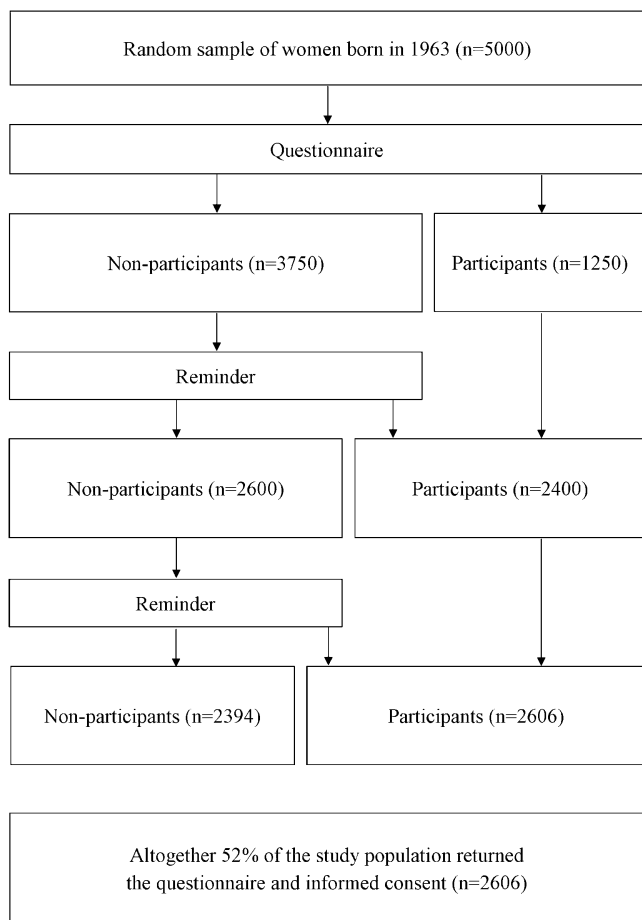 Random sample of women born in 1963 (n=5000)
Questionnaire
Non-participants (n=3750)
Participants (n=1250)
Reminder
Non-participants (n=2600)
Participants (n=2400)
Reminder
Non-participants (n=2394)
Participants (n=2606)
Altogether 52% of the study population returned
the questionnaire and informed consent (n=2606)